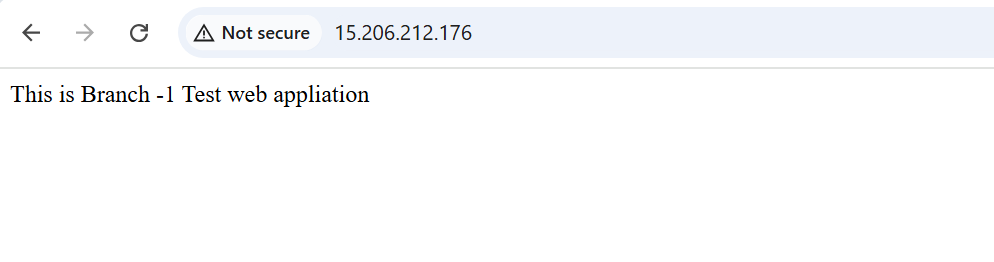 Not secure 15.206.212.176
This is Branch -1 Test web appliation